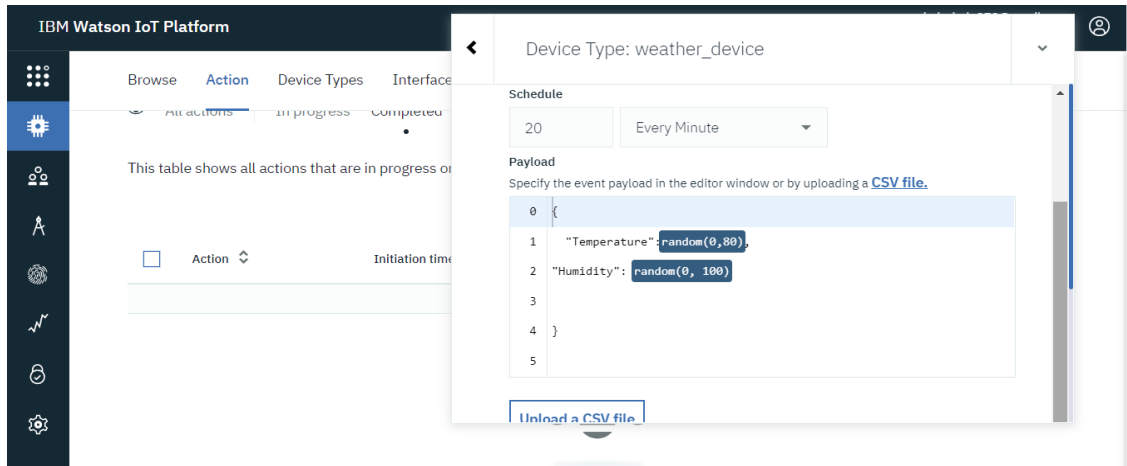 IBM Watson IoT Platform
Browse Action Device Types Interface
All actions In progress Completed
This table shows all actions that are in progress or
Action Initiation time
Device Type: weather_device
Schedule
20 Every Minute
Payload
Specify the event payload in the editor window or by uploading a CSV file.
0 {
1 "Temperature":random(0,80),
2 "Humidity": random(0, 100)
3
4 }
5
Upload a CSV file